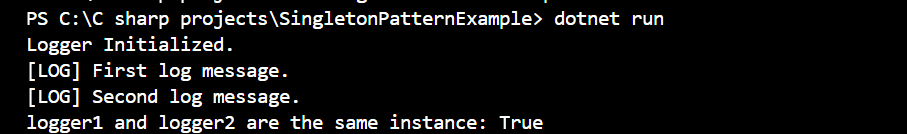 PS C:\C sharp projects\SingletonPatternExample> dotnet run
Logger Initialized.
[LOG] First log message.
[LOG] Second log message.
logger1 and logger2 are the same instance: True